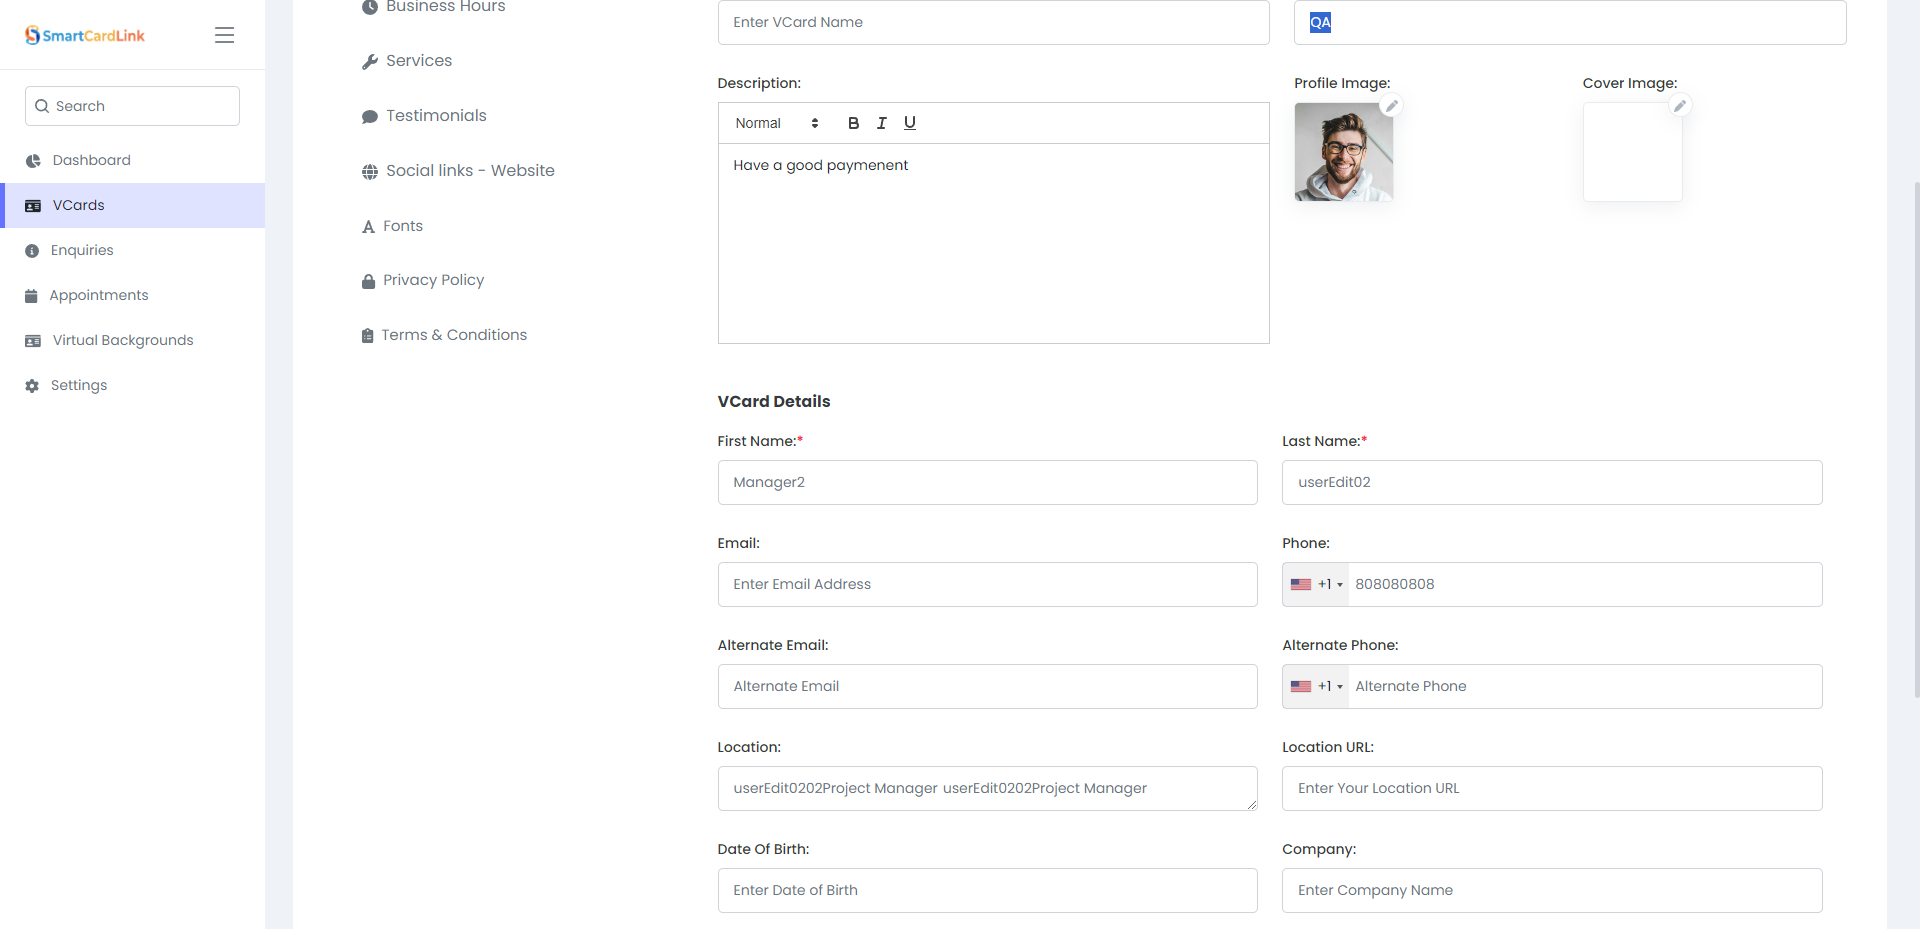 SmartCardLink
Search
Dashboard
VCards
Enquiries
Appointments
Virtual Backgrounds
Settings
Business Hours
Services
Testimonials
Social links - Website
Fonts
Privacy Policy
Terms & Conditions
Enter VCard Name
QA
Description:
Profile Image:
Cover Image:
Normal
B I U
Have a good paymenent
VCard Details
First Name:*
Last Name:*
Manager2
userEdit02
Email:
Phone:
Enter Email Address
+1 808080808
Alternate Email:
Alternate Phone:
Alternate Email
+1 Alternate Phone
Location:
Location URL:
userEdit0202Project Manager userEdit0202Project Manager
Enter Your Location URL
Date Of Birth:
Company:
Enter Date of Birth
Enter Company Name